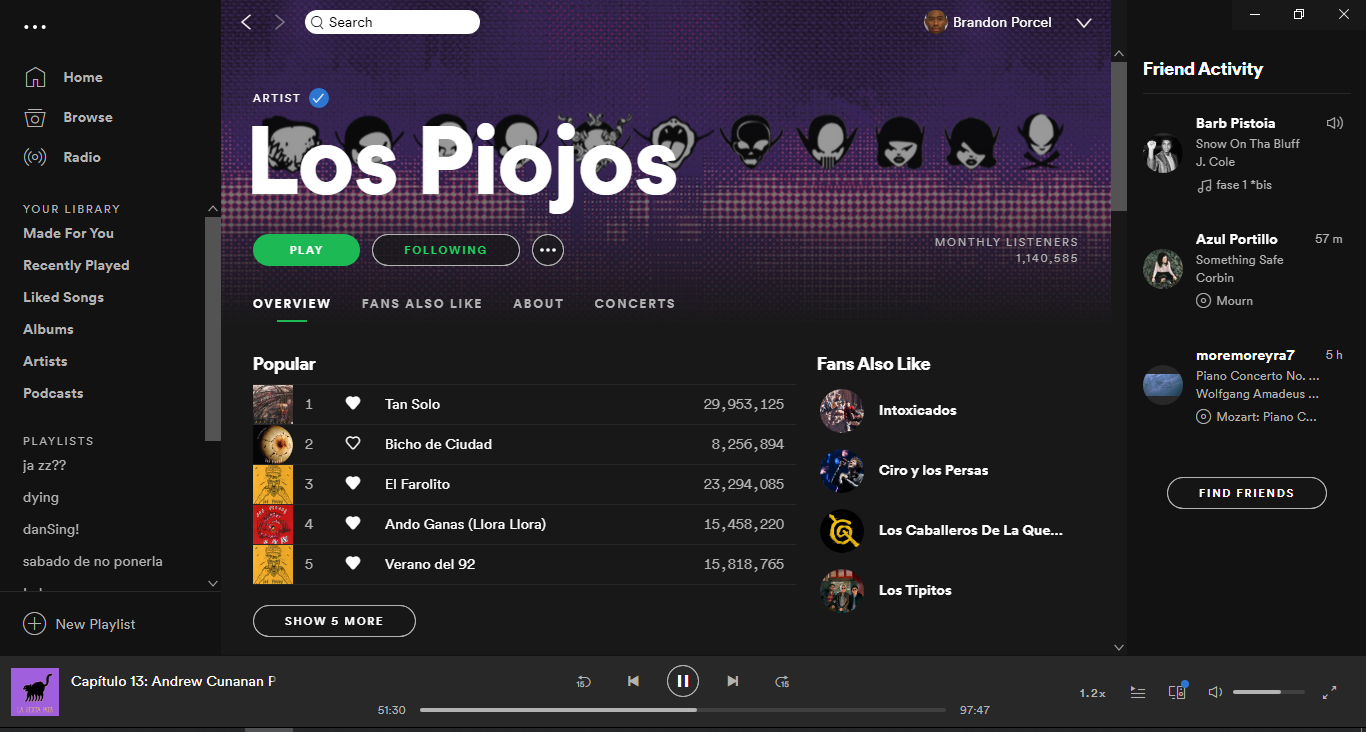 Search
Brandon Porcel
Home
Browse
Radio
YOUR LIBRARY
Made For You
Recently Played
Liked Songs
Albums
Artists
Podcasts
PLAYLISTS
ja zz??
dying
danSing!
sabado de no ponerla
New Playlist
ARTIST
Los Piojos
PLAY
FOLLOWING
MONTHLY LISTENERS
1,140,585
OVERVIEW FANS ALSO LIKE ABOUT CONCERTS
Popular
1 Tan Solo 29,953,125
2 Bicho de Ciudad 8,256,894
3 El Farolito 23,294,085
4 Ando Ganas (Llora Llora) 15,458,220
5 Verano del 92 15,818,765
SHOW 5 MORE
Fans Also Like
Intoxicados
Ciro y los Persas
Los Caballeros De La Que...
Los Tipitos
Friend Activity
Barb Pistoia
Snow On Tha Bluff
J. Cole
fase 1 *bis
Azul Portillo 57 m
Something Safe
Corbin
Mourn
moremoreyra7 5 h
Piano Concerto No. ...
Wolfgang Amadeus ...
Mozart: Piano C...
FIND FRIENDS
Capítulo 13: Andrew Cunanan P
15 15
51:30 97:47
1.2x